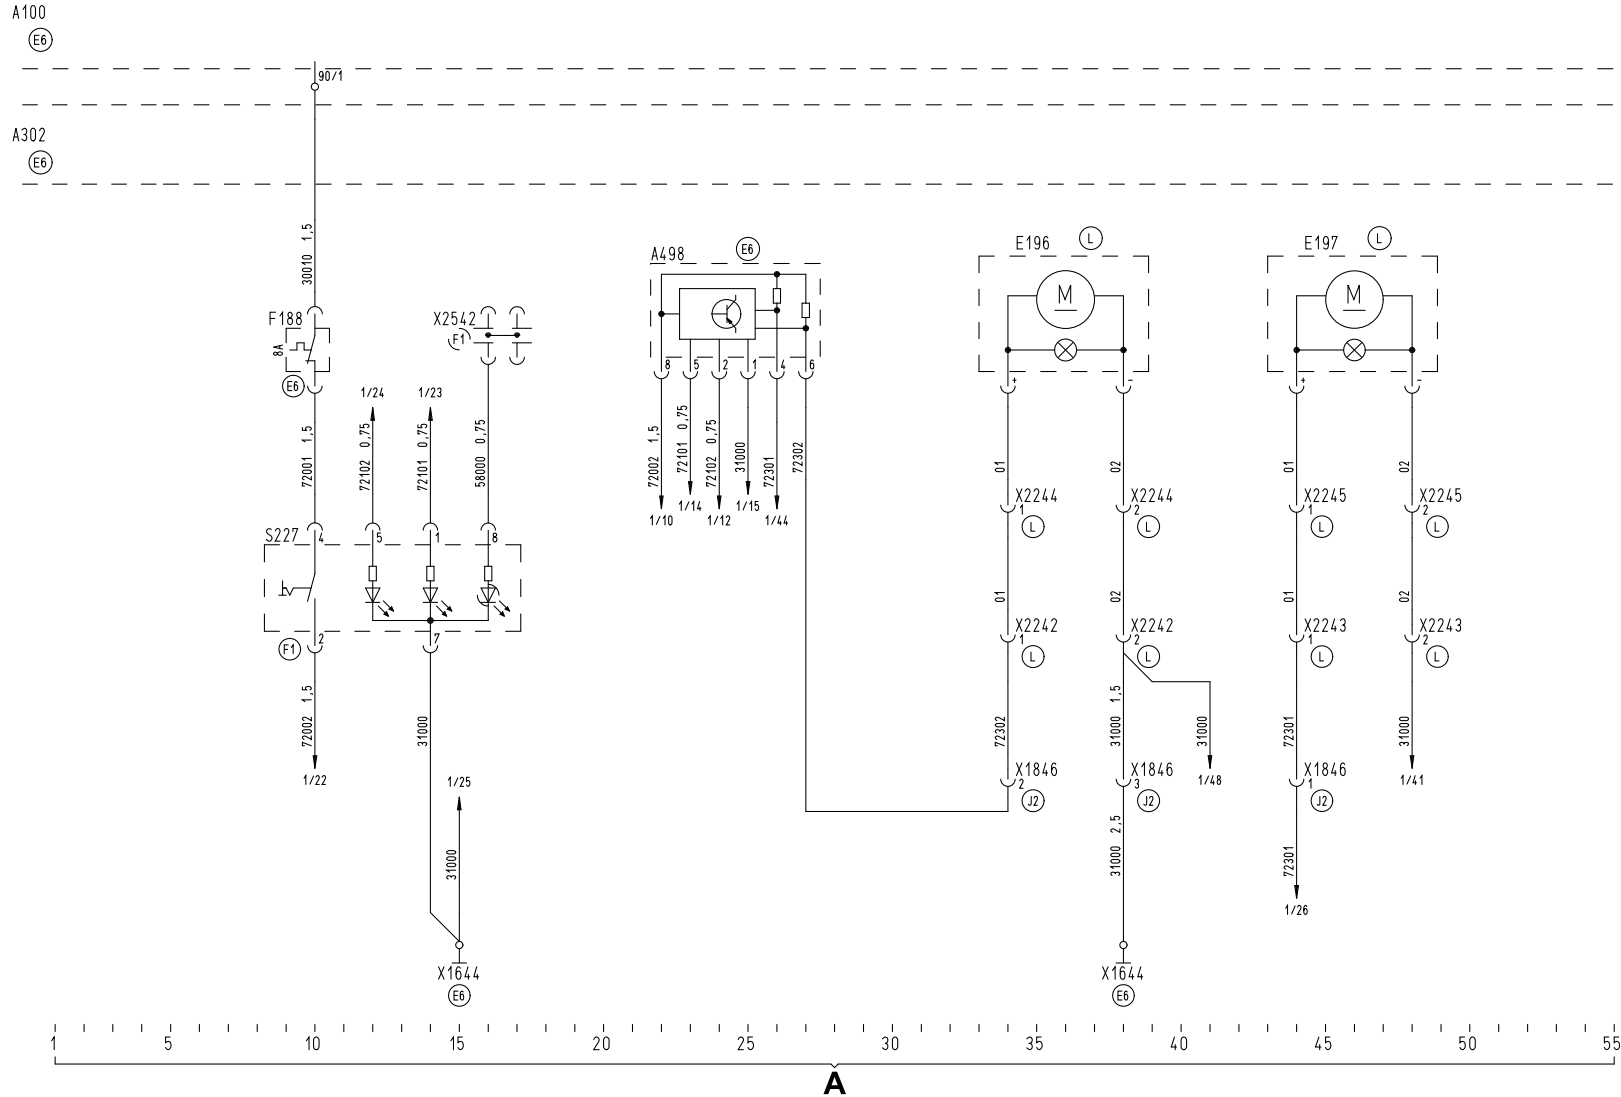 A100
E6
90/1
A302
E6
30010 1,5
F188
8A
E6
X2542
F1
A498
E6
8 5 2 1 4 6
E196 L
M
+ -
E197 L
M
+ -
1/24
1/23
72001 1,5
72102 0,75
72101 0,75
58000 0,75
72002 1,5
72101 0,75
72102 0,75
31000
72301
72302
1/10
1/14
1/12
1/15
1/44
01
02
01
02
X2244
1
L
X2244
2
L
X2245
1
L
X2245
2
L
S227
4 5 1 8
2 7
F1
01
02
01
02
X2242
1
L
X2242
2
L
X2243
1
L
X2243
2
L
72002 1,5
1/22
31000
72302
31000 1,5
31000
1/48
72301
31000
1/41
1/25
31000
X1846
2
J2
X1846
3
J2
X1846
1
J2
31000 2,5
72301
1/26
X1644
E6
X1644
E6
1 5 10 15 20 25 30 35 40 45 50 55
A